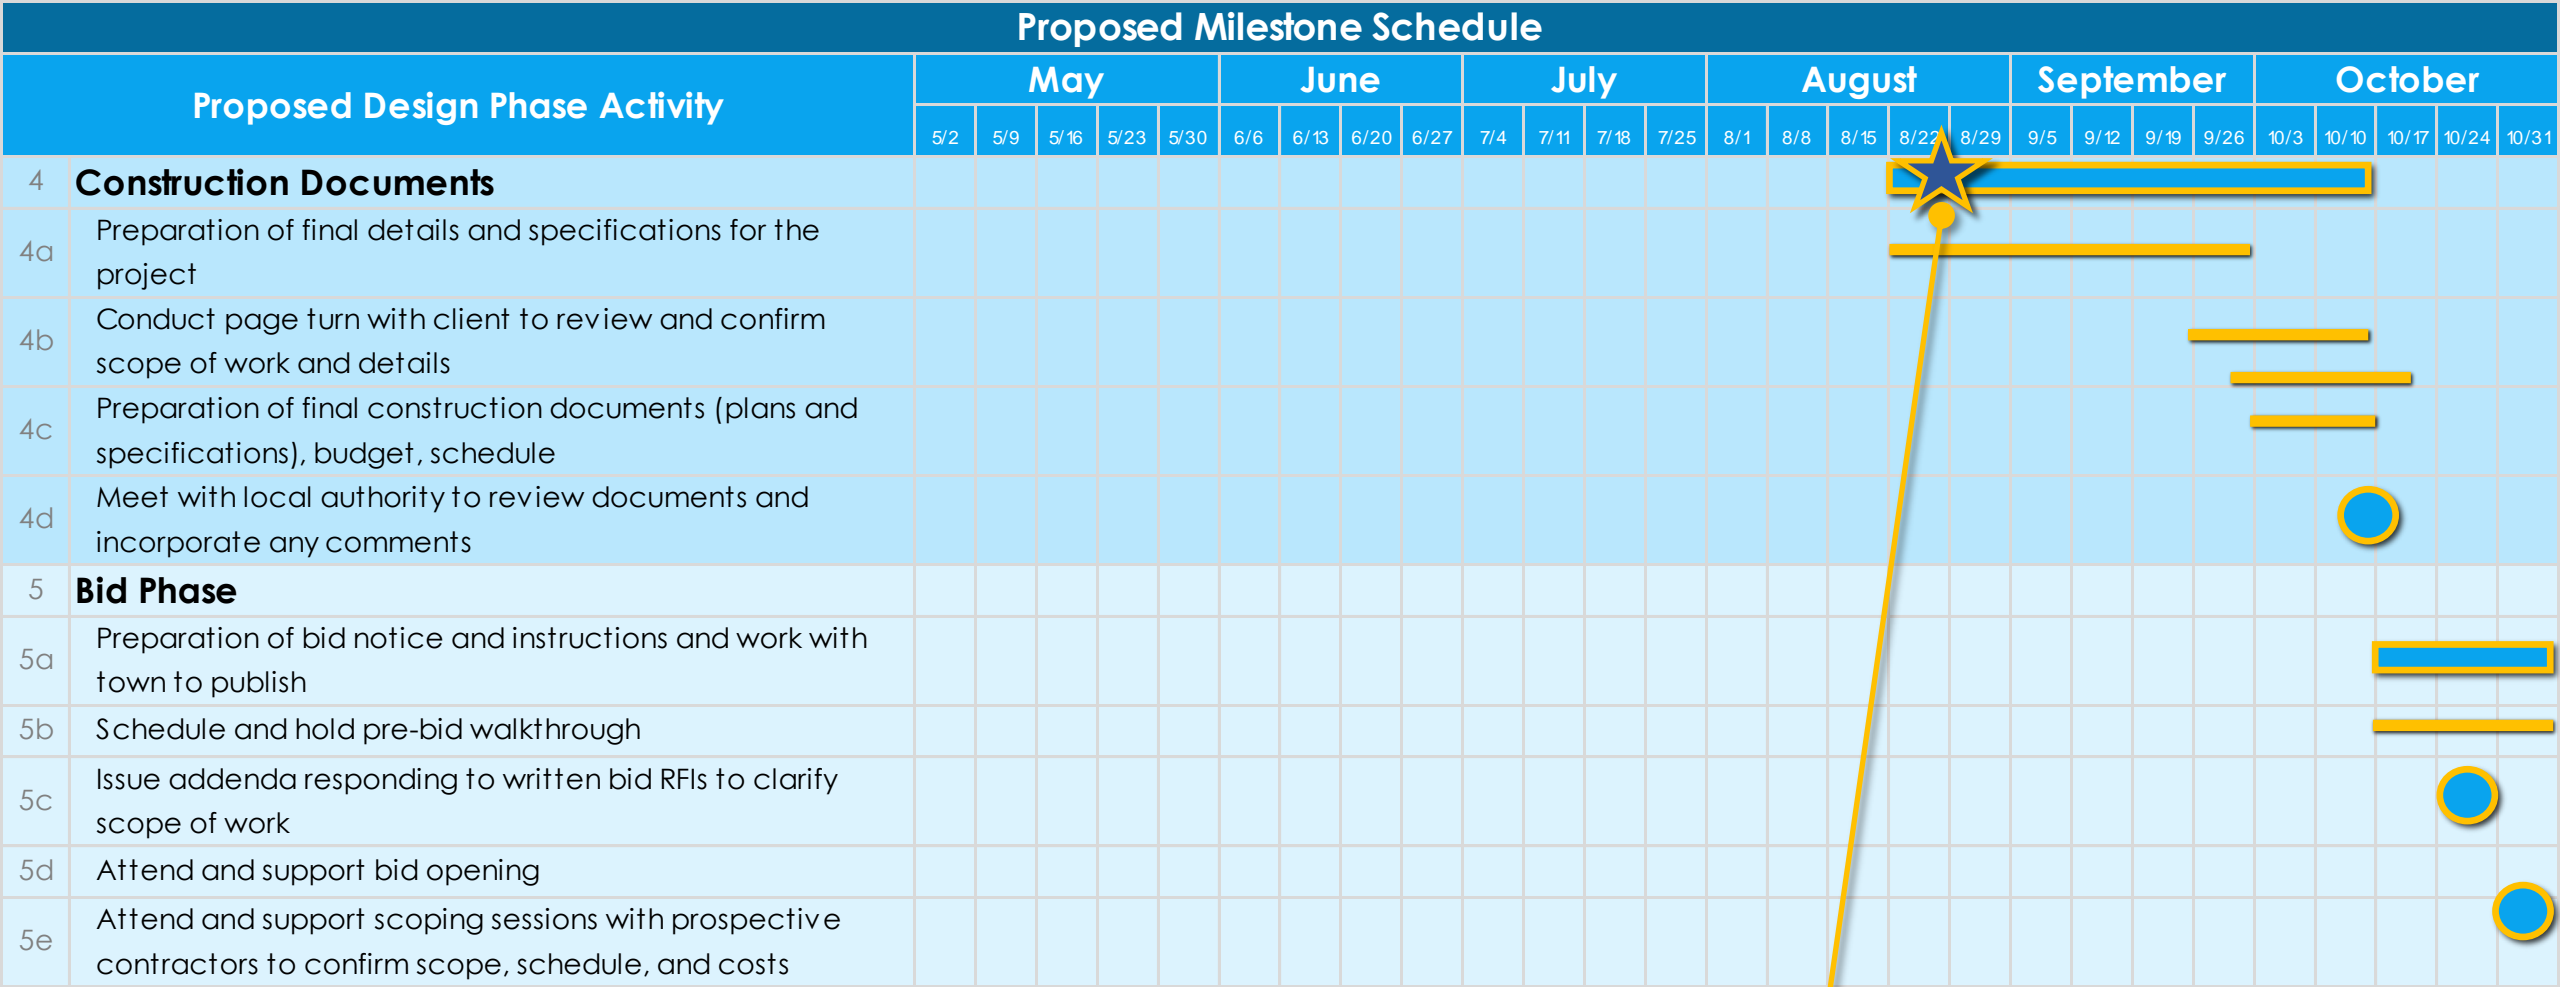 Proposed Milestone Schedule
Proposed Design Phase Activity
May June July August September October
5/2 5/9 5/16 5/23 5/30 6/6 6/13 6/20 6/27 7/4 7/11 7/18 7/25 8/1 8/8 8/15 8/22 8/29 9/5 9/12 9/19 9/26 10/3 10/10 10/17 10/24 10/31
4 Construction Documents
4a Preparation of final details and specifications for the
project
4b Conduct page turn with client to review and confirm
scope of work and details
4c Preparation of final construction documents (plans and
specifications), budget, schedule
4d Meet with local authority to review documents and
incorporate any comments
5 Bid Phase
5a Preparation of bid notice and instructions and work with
town to publish
5b Schedule and hold pre-bid walkthrough
5c Issue addenda responding to written bid RFIs to clarify
scope of work
5d Attend and support bid opening
5e Attend and support scoping sessions with prospective
contractors to confirm scope, schedule, and costs